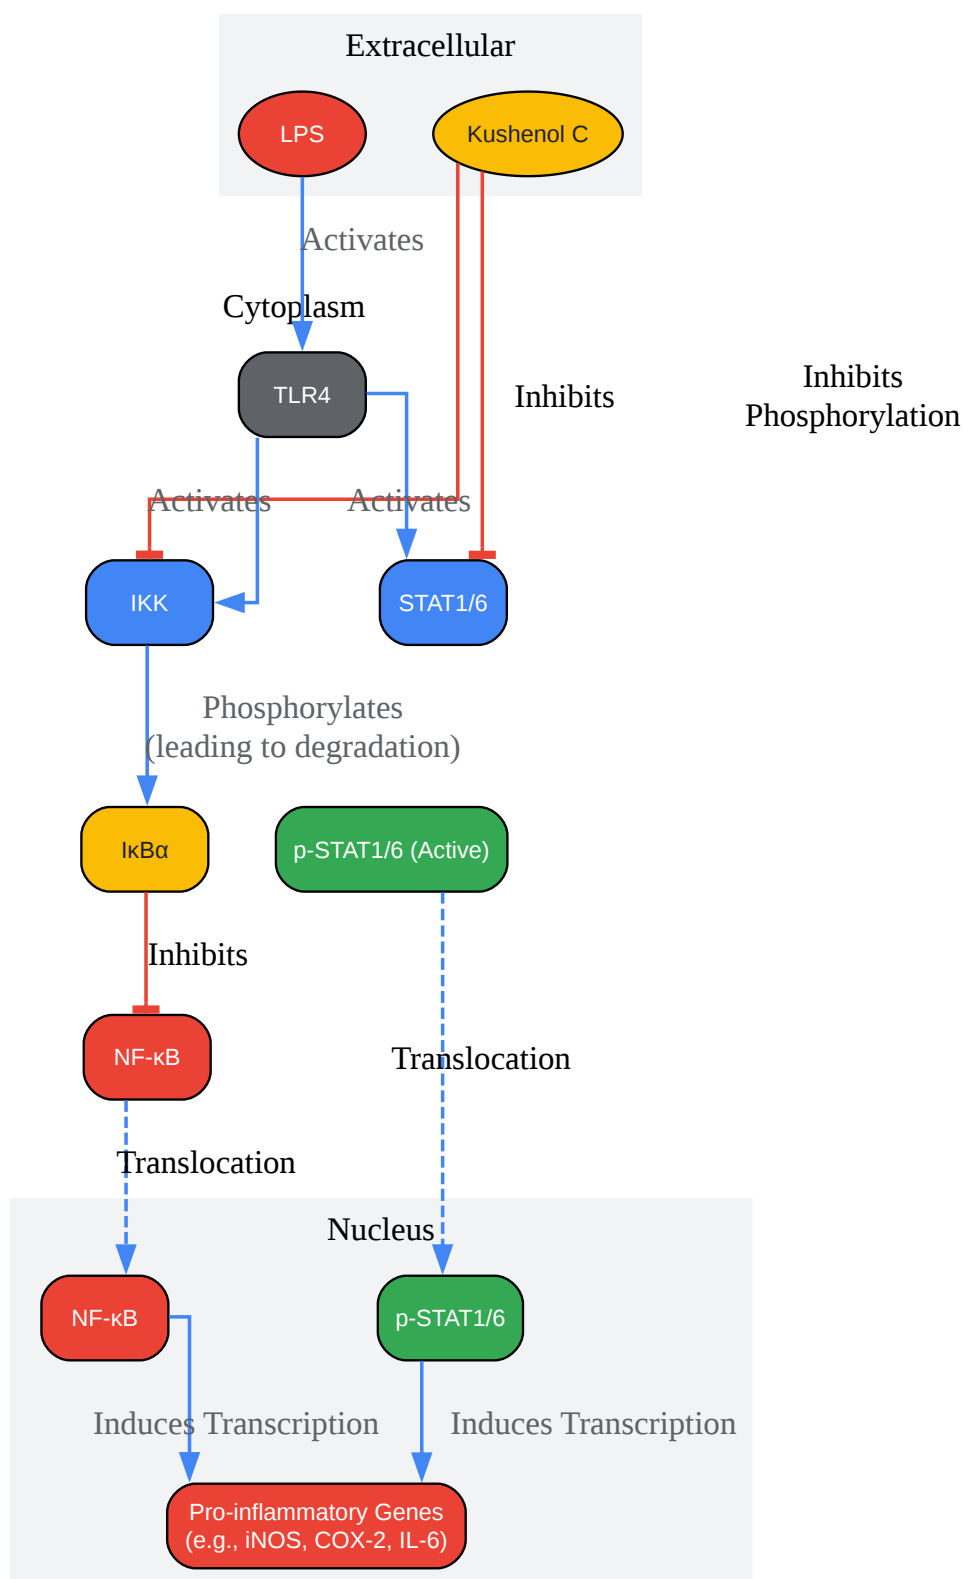 Extracellular
LPS
Kushenol C
Activates
Cytoplasm
TLR4
Inhibits
Inhibits
Phosphorylation
Activates
Activates
IKK
STAT1/6
Phosphorylates
(leading to degradation)
IκBα
p-STAT1/6 (Active)
Inhibits
NF-κB
Translocation
Translocation
Nucleus
NF-κB
p-STAT1/6
Induces Transcription
Induces Transcription
Pro-inflammatory Genes
(e.g., iNOS, COX-2, IL-6)